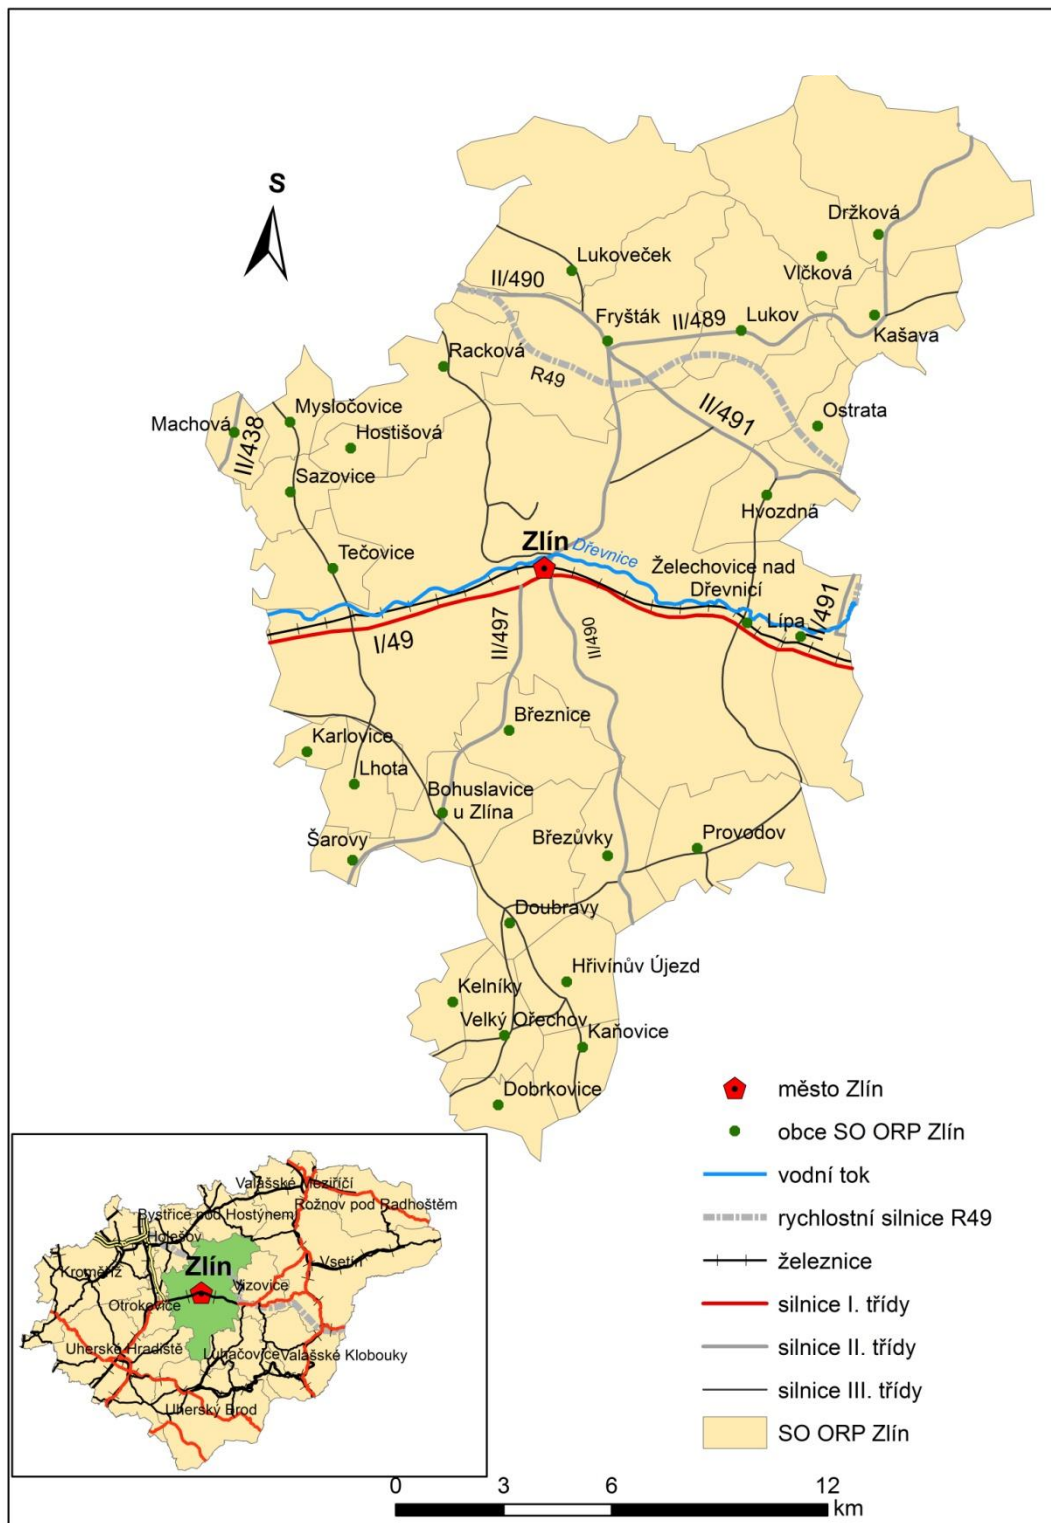 S
Držková
Vlčková
Lukoveček
II/490
Fryšták
II/489
Lukov
Kašava
Racková
R49
II/491
Ostrata
Machová
II/438
Mysločovice
Hostišová
Sazovice
Hvozdná
Tečovice
Zlín
Dřevnice
Želechovice nad
Dřevnicí
Lípa
I/491
I/49
II/497
II/490
Březnice
Karlovice
Lhota
Bohuslavice
u Zlína
Šarovy
Březůvky
Provodov
Doubravy
Hřivínův Újezd
Kelníky
Velký Ořechov
Kaňovice
Dobrkovice
město Zlín
obce SO ORP Zlín
vodní tok
rychlostní silnice R49
železnice
silnice I. třídy
silnice II. třídy
silnice III. třídy
SO ORP Zlín
Valašské Meziříčí
Rožnov pod Radhoštěm
Bystřice pod Hostýnem
Holešov
Kroměříž
Zlín
Vsetín
Vizovice
Otrokovice
Uherské Hradiště
Luhačovice
Valašské Klobouky
Uherský Brod
0 3 6 12
km